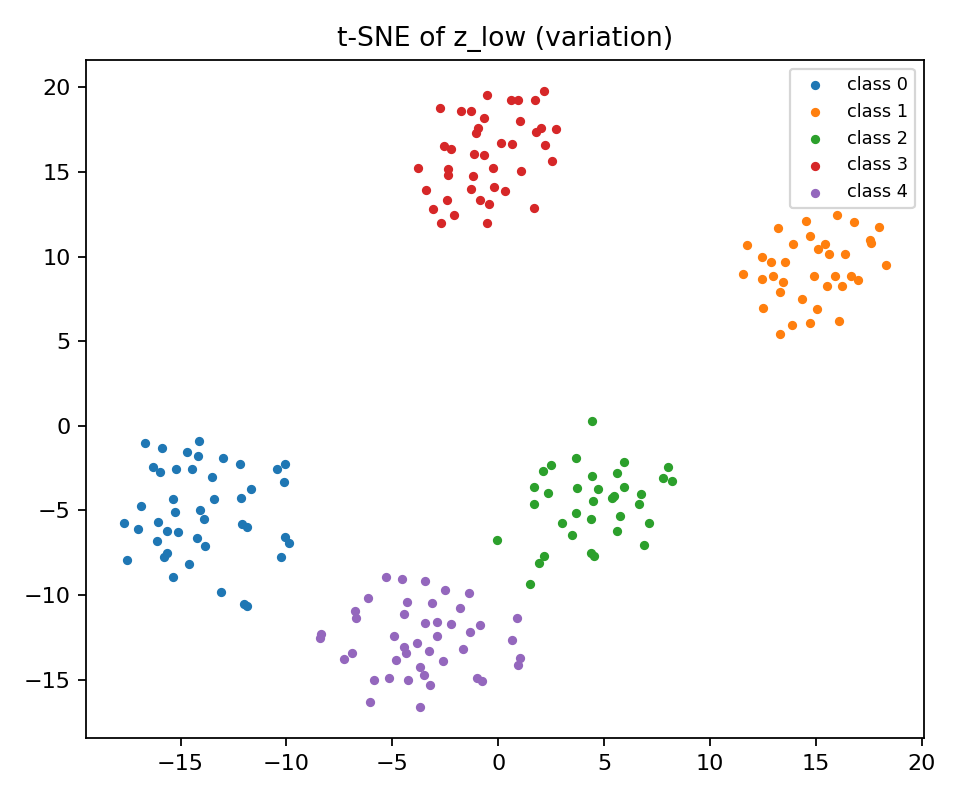 t-SNE of z_low (variation)
class 0
class 1
class 2
class 3
class 4
20
15
10
5
0
−5
−10
−15
−15 −10 −5 0 5 10 15 20